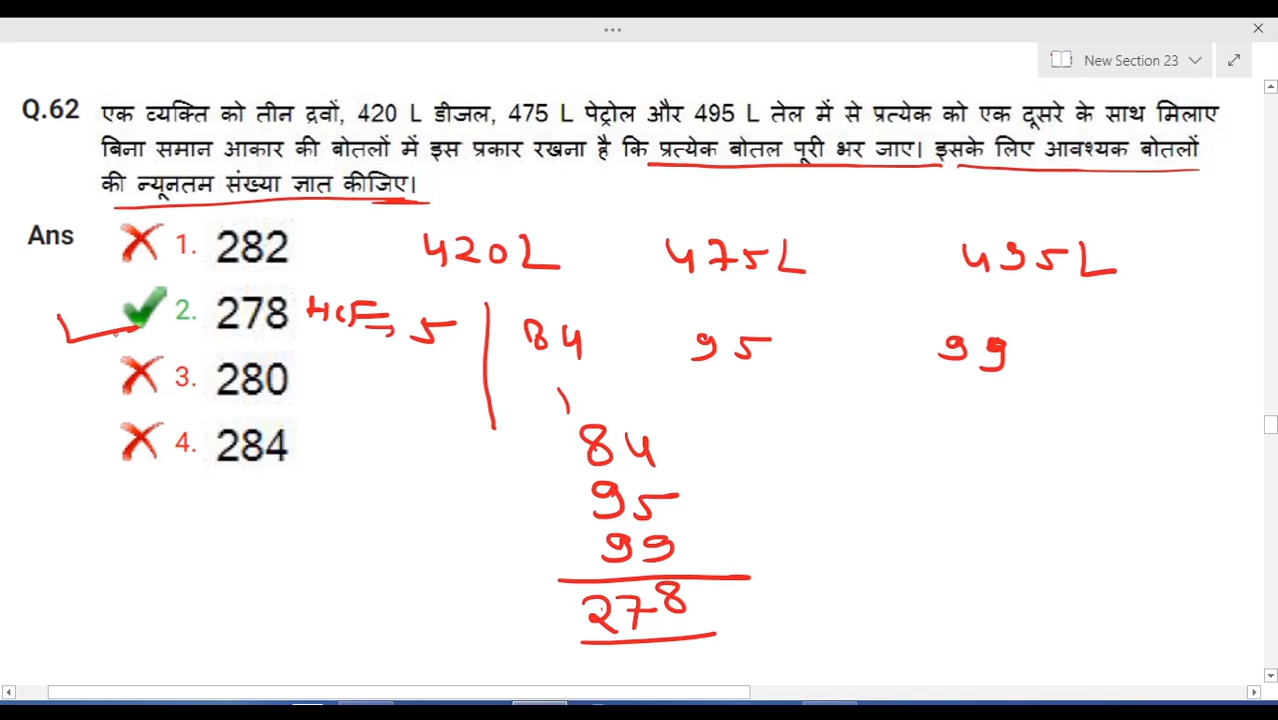 ...
New Section 23
Q.62 एक व्यक्ति को तीन द्रवों, 420 L डीजल, 475 L पेट्रोल और 495 L तेल में से प्रत्येक को एक दूसरे के साथ मिलाए
बिना समान आकार की बोतलों में इस प्रकार रखना है कि प्रत्येक बोतल पूरी भर जाए। इसके लिए आवश्यक बोतलों
की न्यूनतम संख्या ज्ञात कीजिए।
Ans 1. 282
420L 475L 495L
2. 278 HCF 5 84 95 99
3. 280
4. 284
84
95
99
278